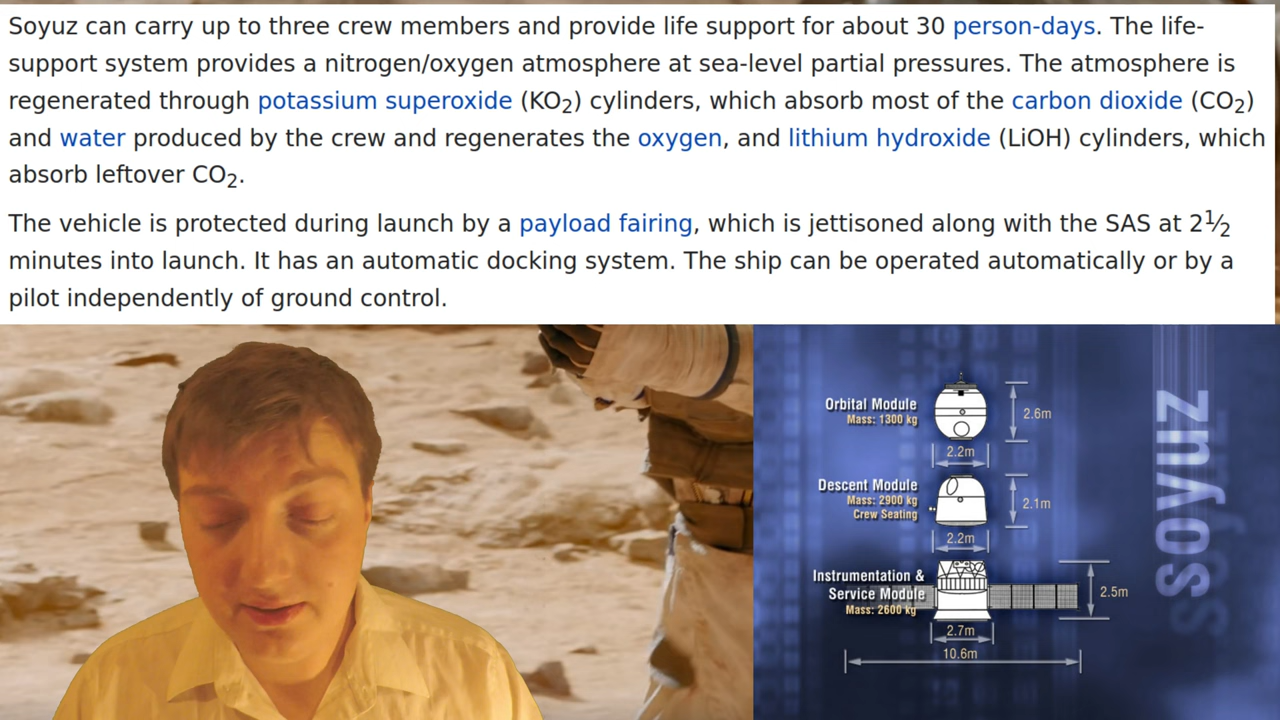 Soyuz can carry up to three crew members and provide life support for about 30 person-days. The life-
support system provides a nitrogen/oxygen atmosphere at sea-level partial pressures. The atmosphere is
regenerated through potassium superoxide (KO₂) cylinders, which absorb most of the carbon dioxide (CO₂)
and water produced by the crew and regenerates the oxygen, and lithium hydroxide (LiOH) cylinders, which
absorb leftover CO₂.
The vehicle is protected during launch by a payload fairing, which is jettisoned along with the SAS at 2½
minutes into launch. It has an automatic docking system. The ship can be operated automatically or by a
pilot independently of ground control.
Orbital Module
Mass: 1300 kg
2.6m
2.2m
Descent Module
Mass: 2900 kg
Crew Seating
2.1m
2.2m
Instrumentation &
Service Module
Mass: 2600 kg
2.5m
2.7m
10.6m
soyuz